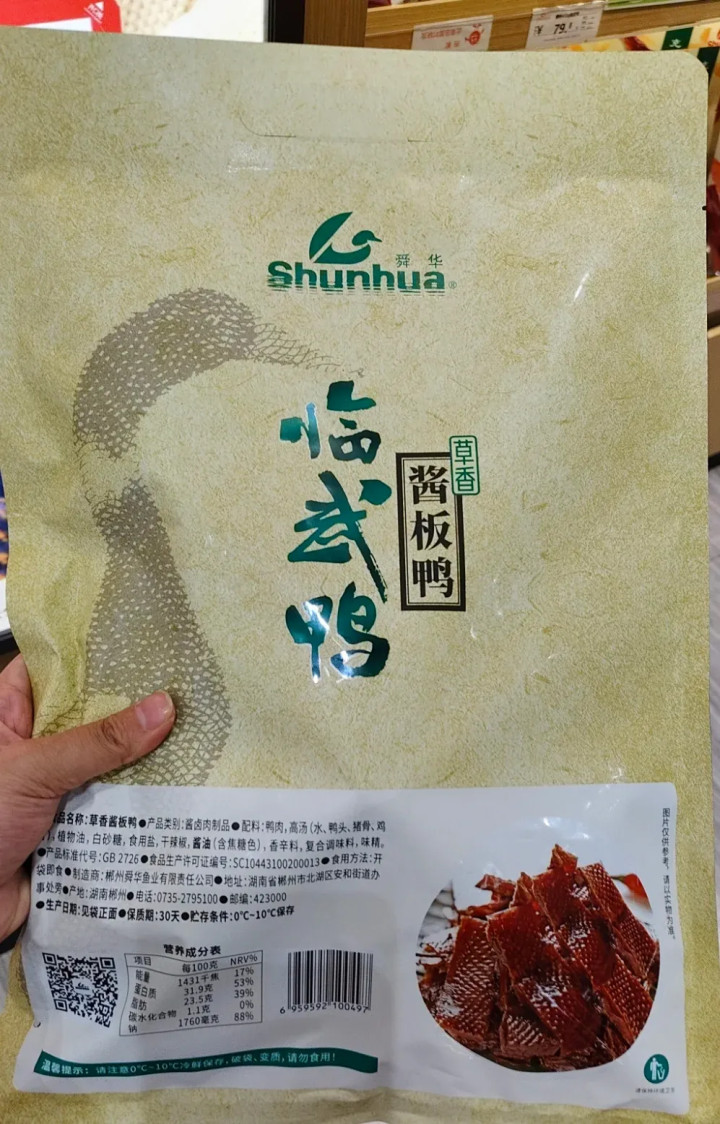 79.8
舜华
Shunhua®
临武鸭
草香
酱板鸭
品名称:草香酱板鸭●产品类别:酱卤肉制品●配料:鸭肉,高汤(水、鸭头、猪骨、鸡
),植物油,白砂糖,食用盐,干辣椒,酱油(含焦糖色),香辛料,复合调味料,味精。
●产品标准代号:GB 2726●食品生产许可证编号:SC10443100200013●食用方法:开
袋即食●制造商:郴州舜华鱼业有限责任公司●地址:湖南省郴州市北湖区安和街道办
事处旁●产地:湖南郴州●电话:0735-2795100●邮编:423000
●生产日期:见袋正面●保质期:30天●贮存条件:0°C~10°C保存
营养成分表
项目 每100克 NRV%
能量 1431千焦 17%
蛋白质 31.9克 53%
脂肪 23.5克 39%
碳水化合物 1.1克 0%
钠 1760毫克 88%
6 959592 100497
图片仅供参考,请以实物为准。
温馨提示:请注意0°C~10°C冷鲜保存,破袋、变质,请勿食用!